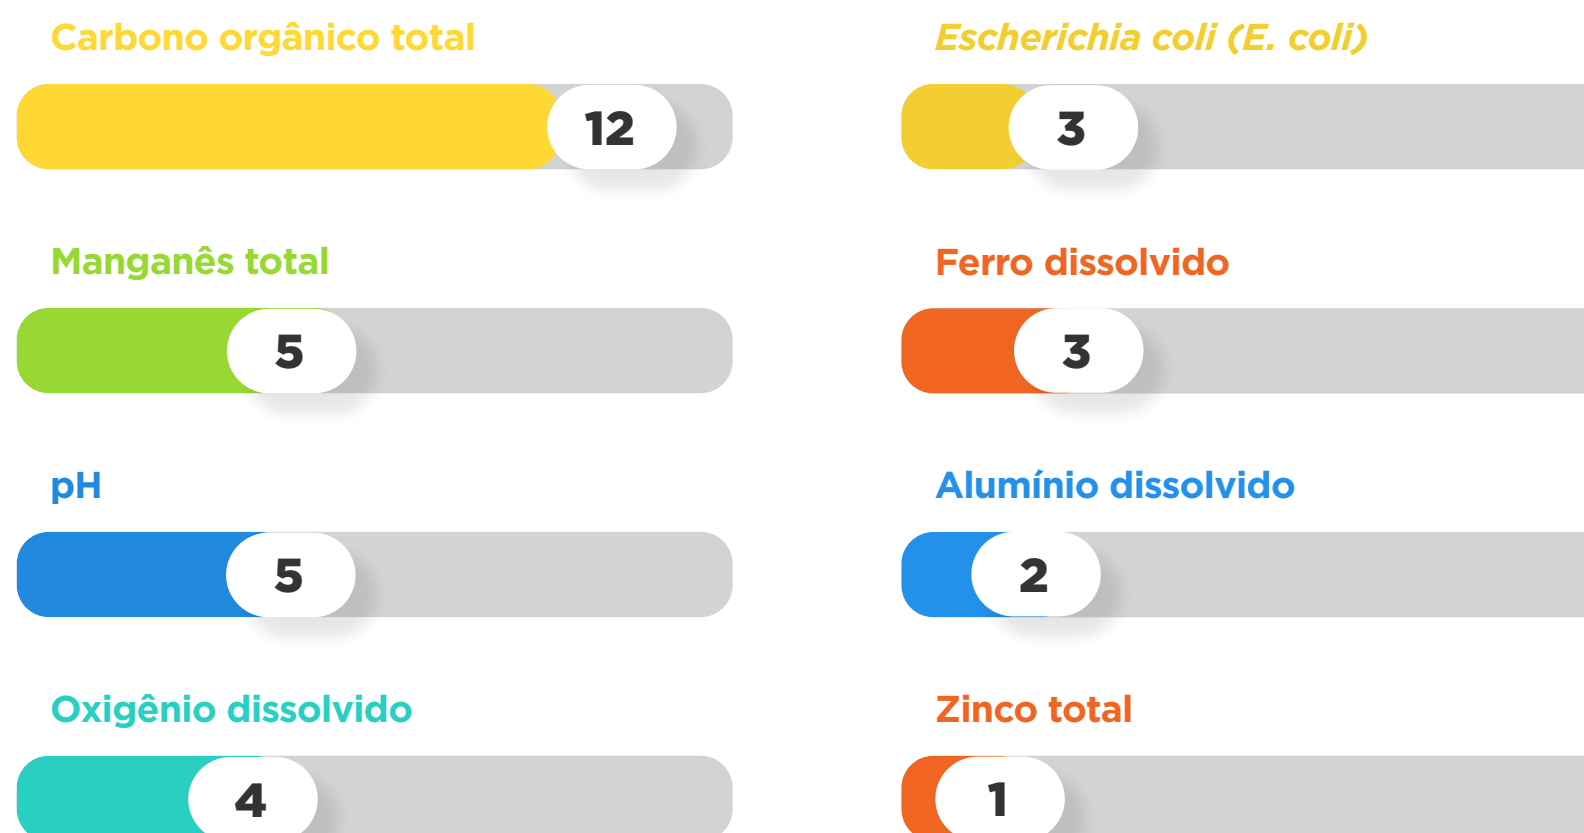 Carbono orgânico total
12
Manganês total
5
pH
5
Oxigênio dissolvido
4
Escherichia coli (E. coli)
3
Ferro dissolvido
3
Alumínio dissolvido
2
Zinco total
1